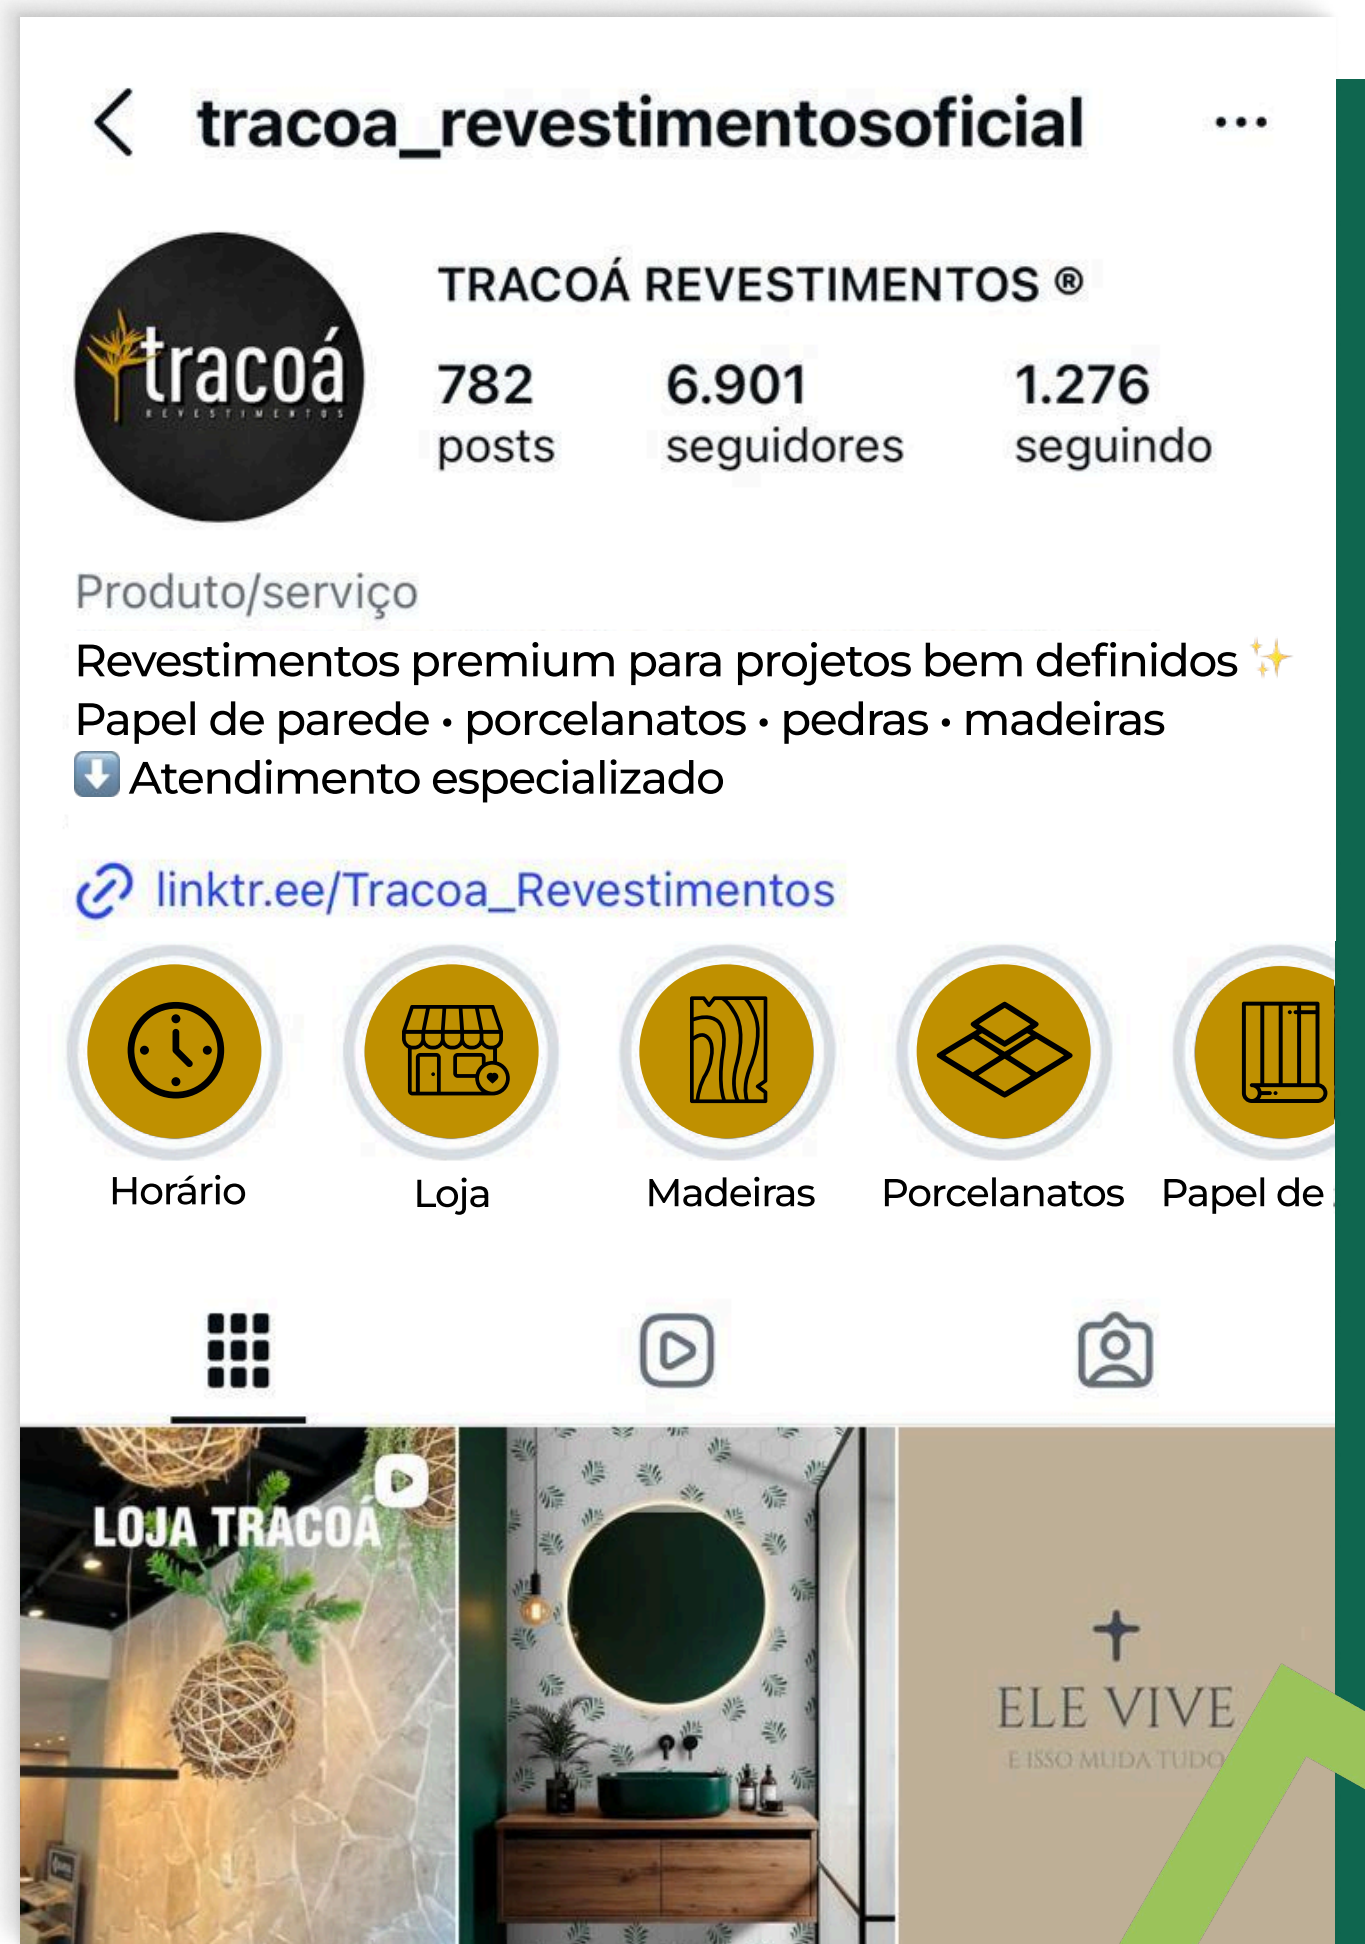 tracoa_revestimentosoficial
tracoá
REVESTIMENTOS
TRACOÁ REVESTIMENTOS ®
782 6.901 1.276
posts seguidores seguindo
Produto/serviço
Revestimentos premium para projetos bem definidos ✨
Papel de parede • porcelanatos • pedras • madeiras
⬇️ Atendimento especializado
linktr.ee/Tracoa_Revestimentos
Horário Loja Madeiras Porcelanatos Papel de
LOJA TRACOÁ
ELE VIVE
E ISSO MUDA TUDO